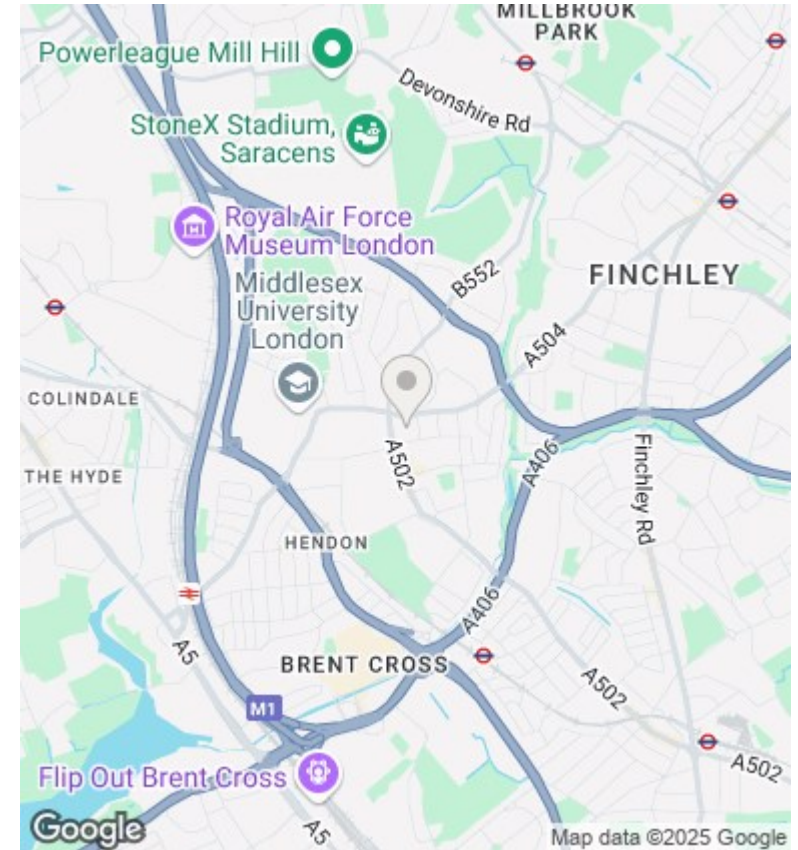 MILLBROOK
PARK
Powerleague Mill Hill
Devonshire Rd
StoneX Stadium,
Saracens
Royal Air Force
Museum London
B552
FINCHLEY
Middlesex
University
London
A504
COLINDALE
A502
Finchley Rd
THE HYDE
A406
HENDON
A406
A5
BRENT CROSS
A502
M1
A502
Flip Out Brent Cross
A5
Google
Map data ©2025 Google